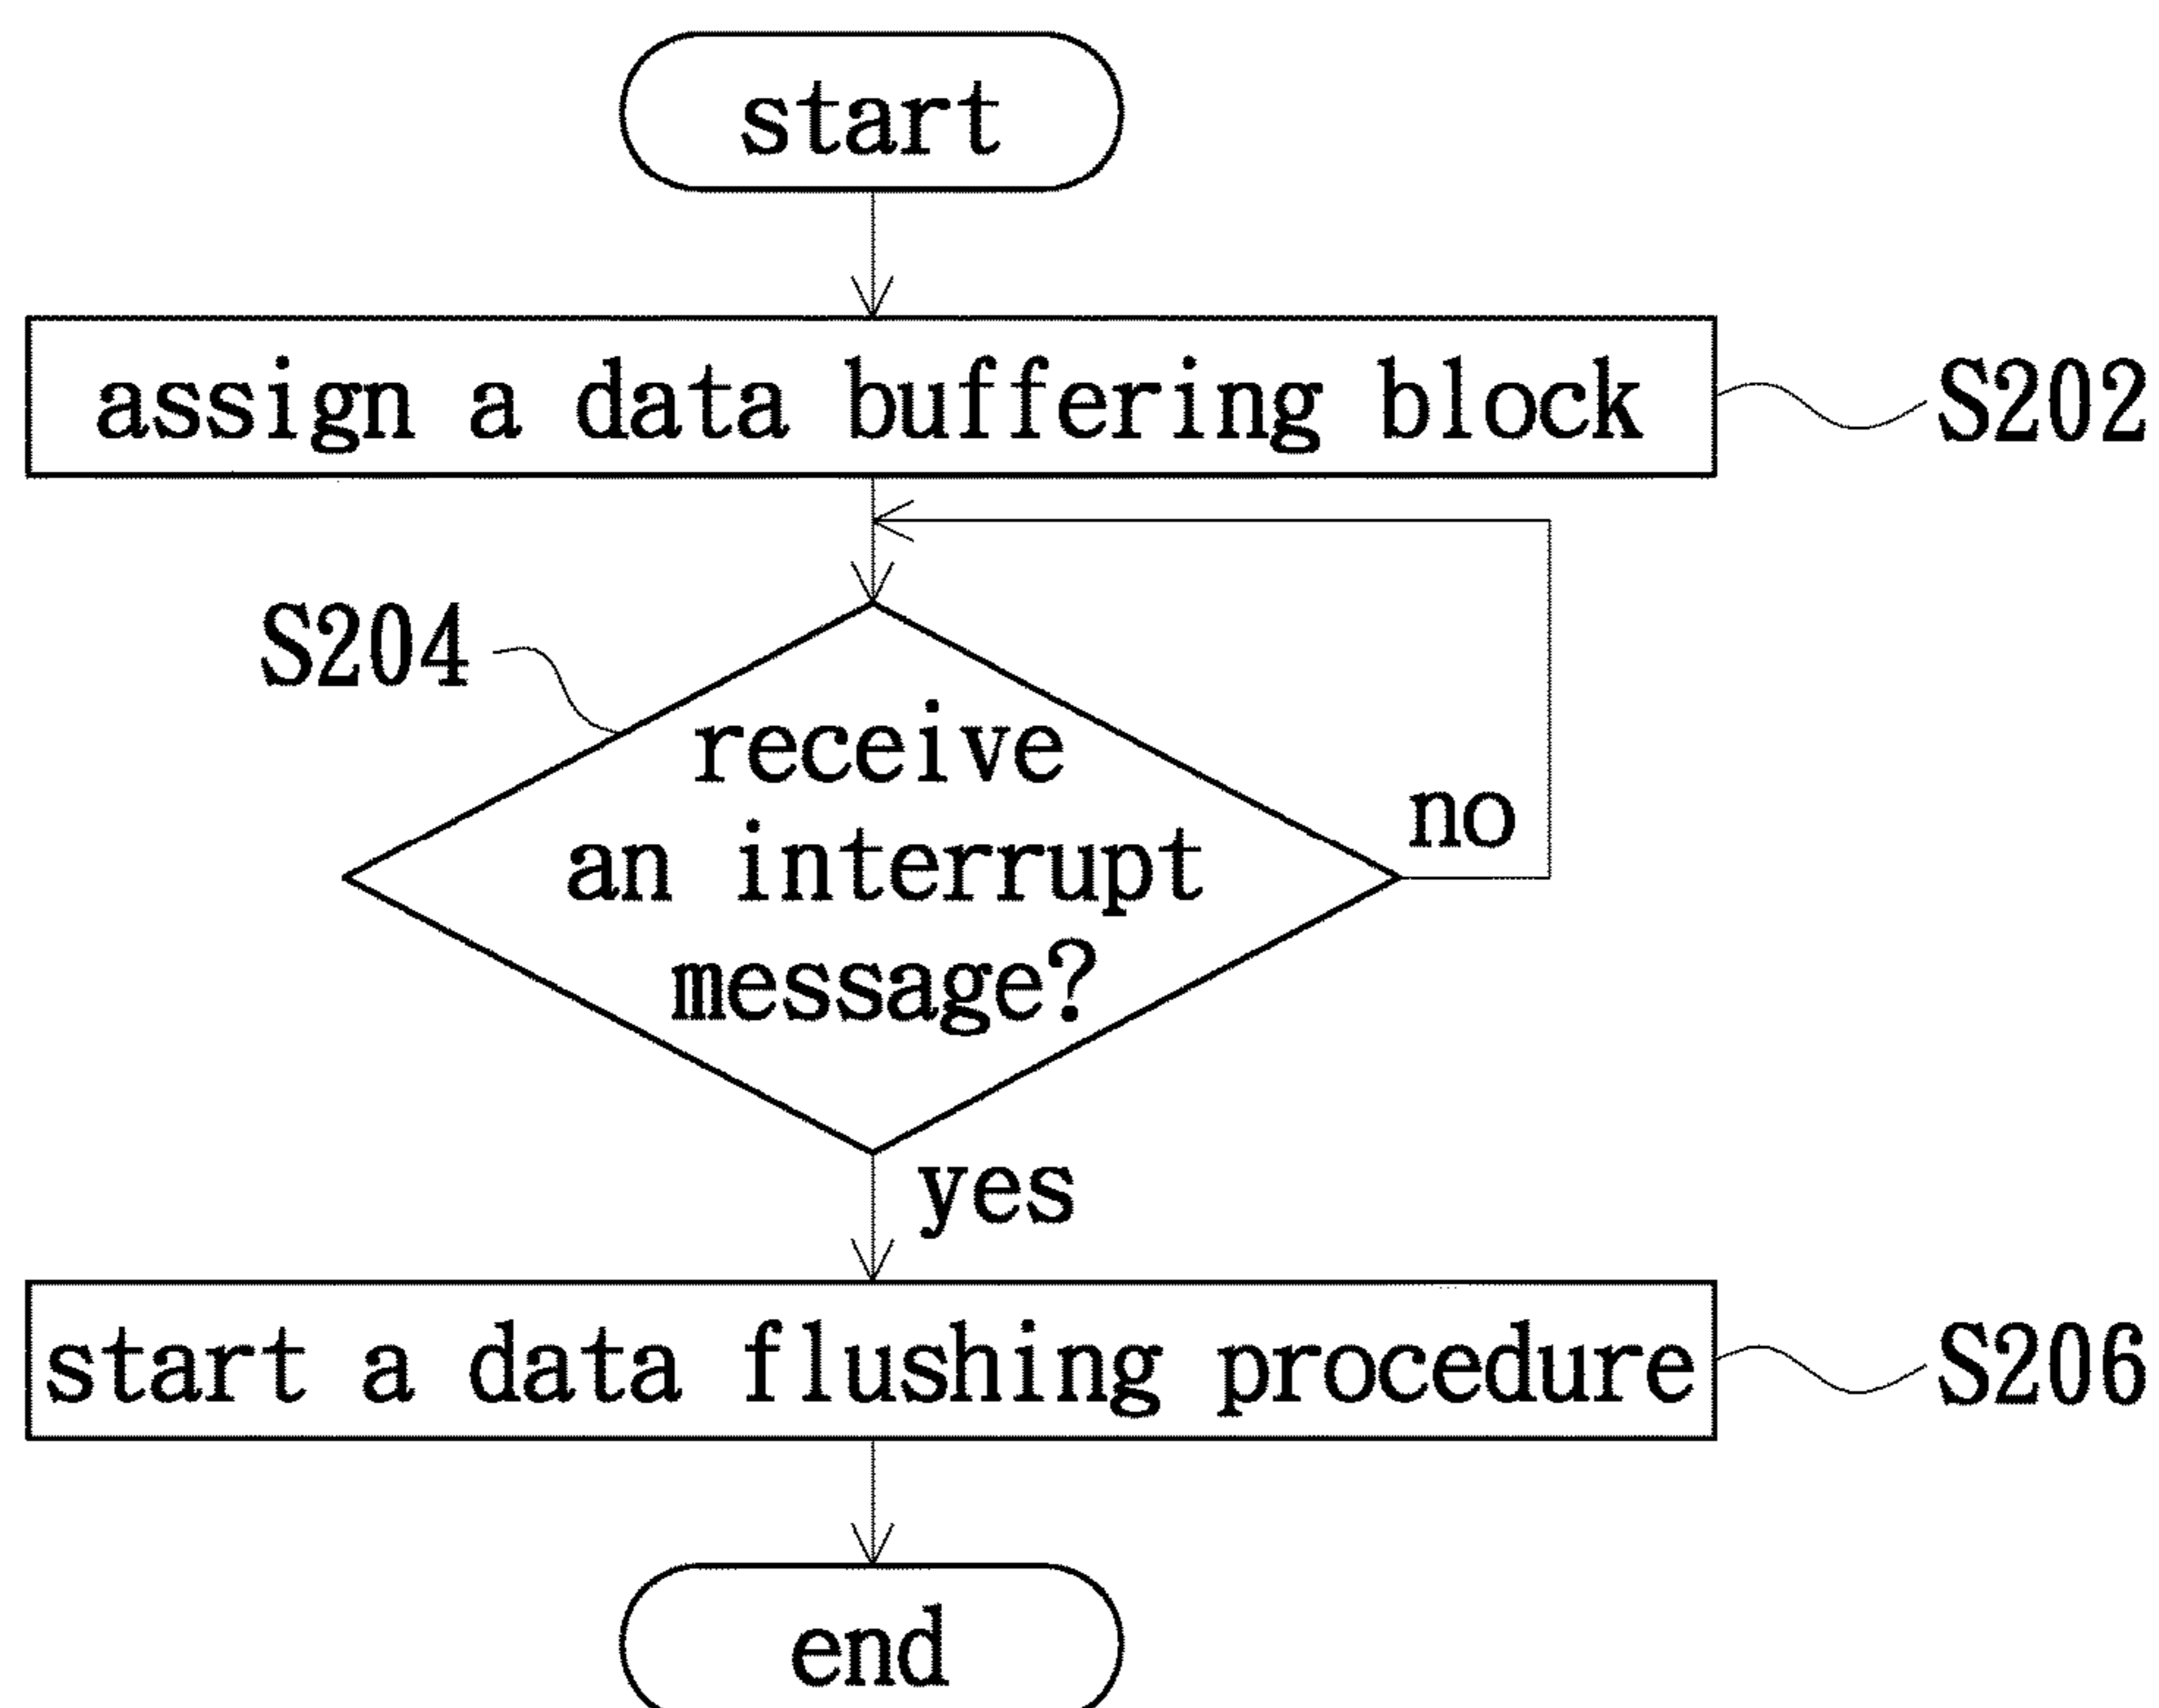 start
assign a data buffering block
S202
S204
receive
an interrupt
message?
no
yes
start a data flushing procedure
S206
end